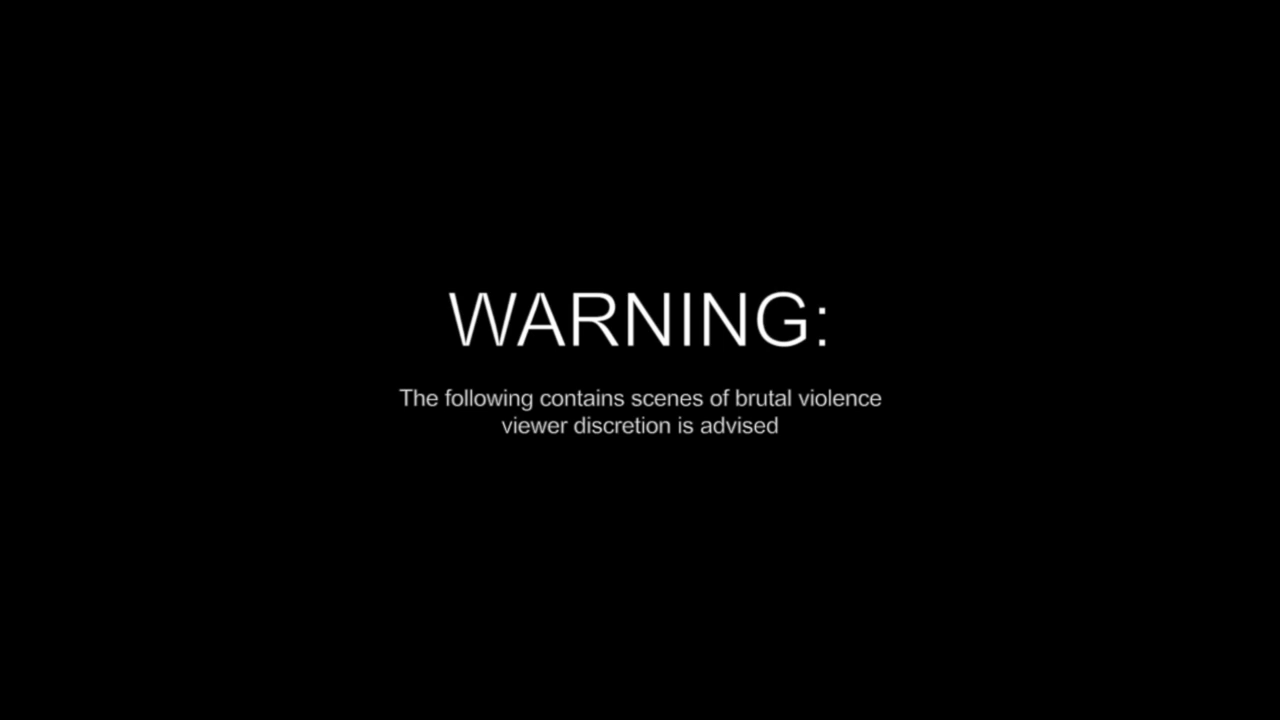 WARNING:
The following contains scenes of brutal violence
viewer discretion is advised